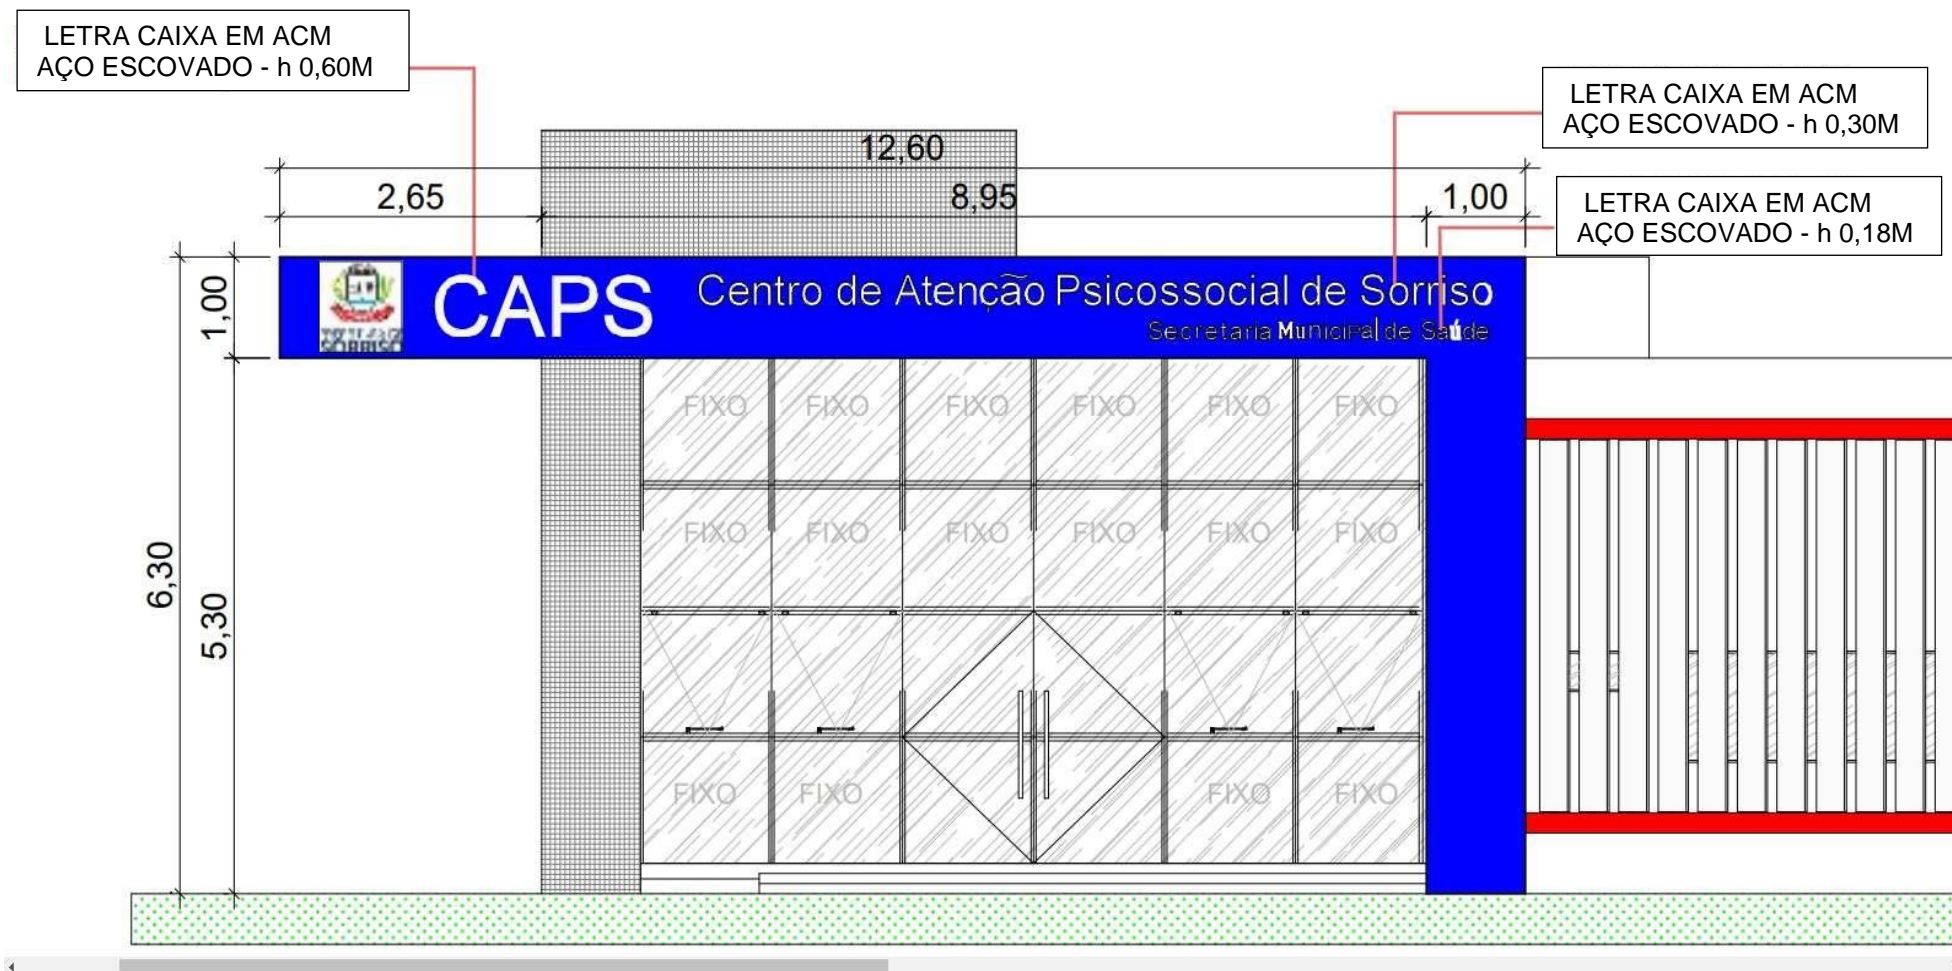 LETRA CAIXA EM ACM
AÇO ESCOVADO - h 0,60M
LETRA CAIXA EM ACM
AÇO ESCOVADO - h 0,30M
12,60
2,65
8,95
1,00
LETRA CAIXA EM ACM
AÇO ESCOVADO - h 0,18M
1,00
CAPS
Centro de Atenção Psicossocial de Sorriso
Secretaria Municipal de Saúde
SORRISO
FIXO FIXO FIXO FIXO FIXO FIXO
FIXO FIXO FIXO FIXO FIXO FIXO
6,30
5,30
FIXO FIXO FIXO FIXO